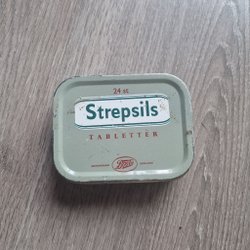 24 st.
Strepsils
TABLETTER
Boots